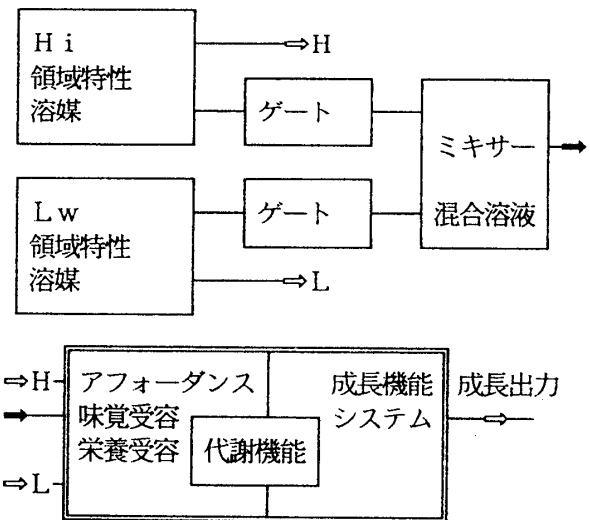 Ｈｉ
領域特性
溶媒
⇨H
ゲート
ミキサー
混合溶液
Ｌｗ
領域特性
溶媒
ゲート
⇨L
⇨H
アフォーダンス
味覚受容
栄養受容
代謝機能
成長機能
システム
成長出力
⇨L